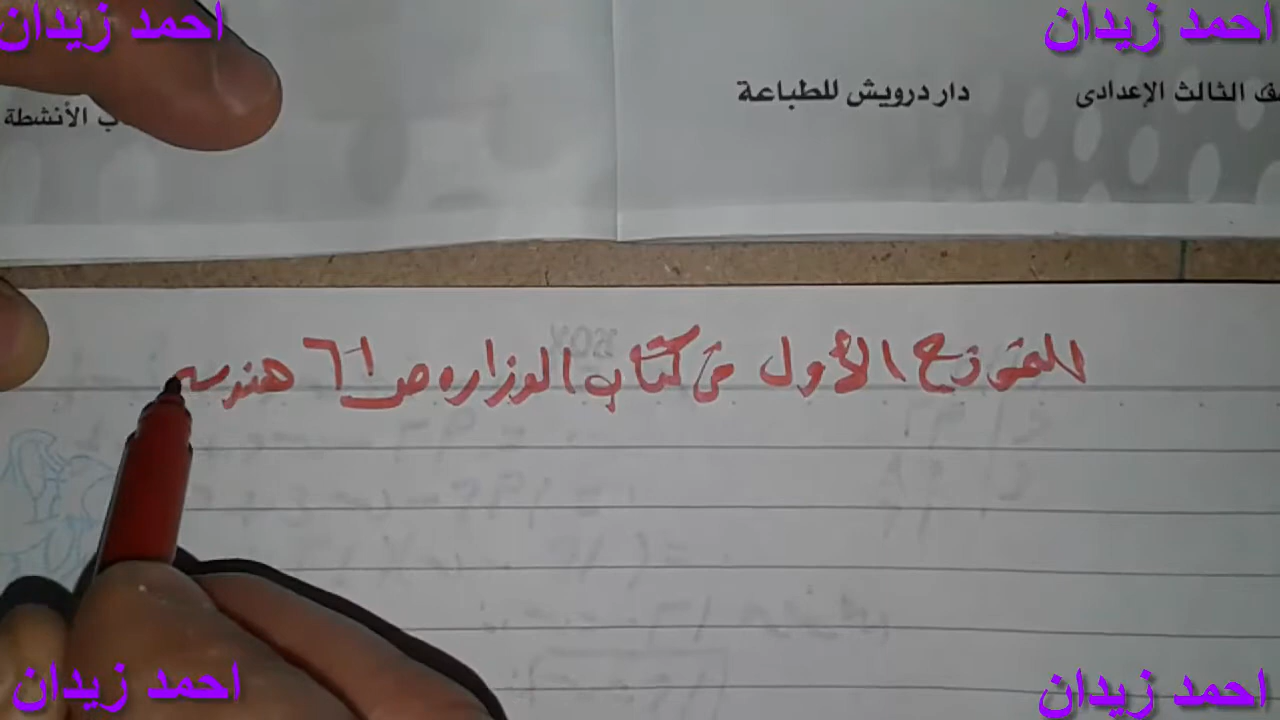 احمد زيدان
احمد زيدان
الثالث الإعدادى
دار درويش للطباعة
الأنشطة
النموذج الأول من كتاب الوزاره ص ٦١ هندسه
احمد زيدان
احمد زيدان